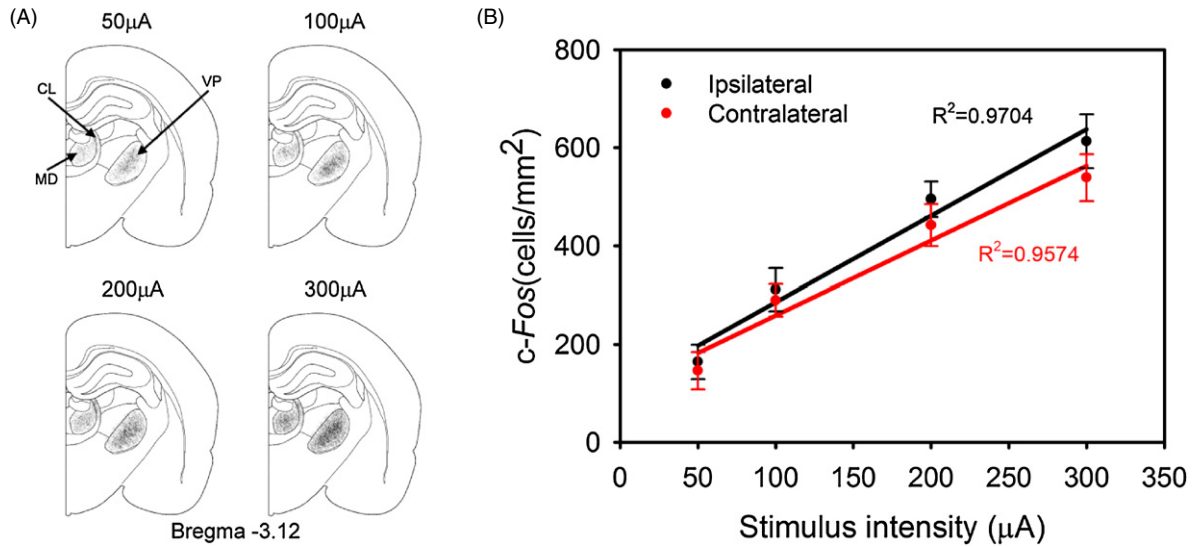 (A)
50μA
100μA
CL
VP
MD
200μA
300μA
Bregma -3.12
(B)
800
600
400
200
0
c-Fos(cells/mm²)
Ipsilateral
Contralateral
R²=0.9704
R²=0.9574
0 50 100 150 200 250 300 350
Stimulus intensity (μA)